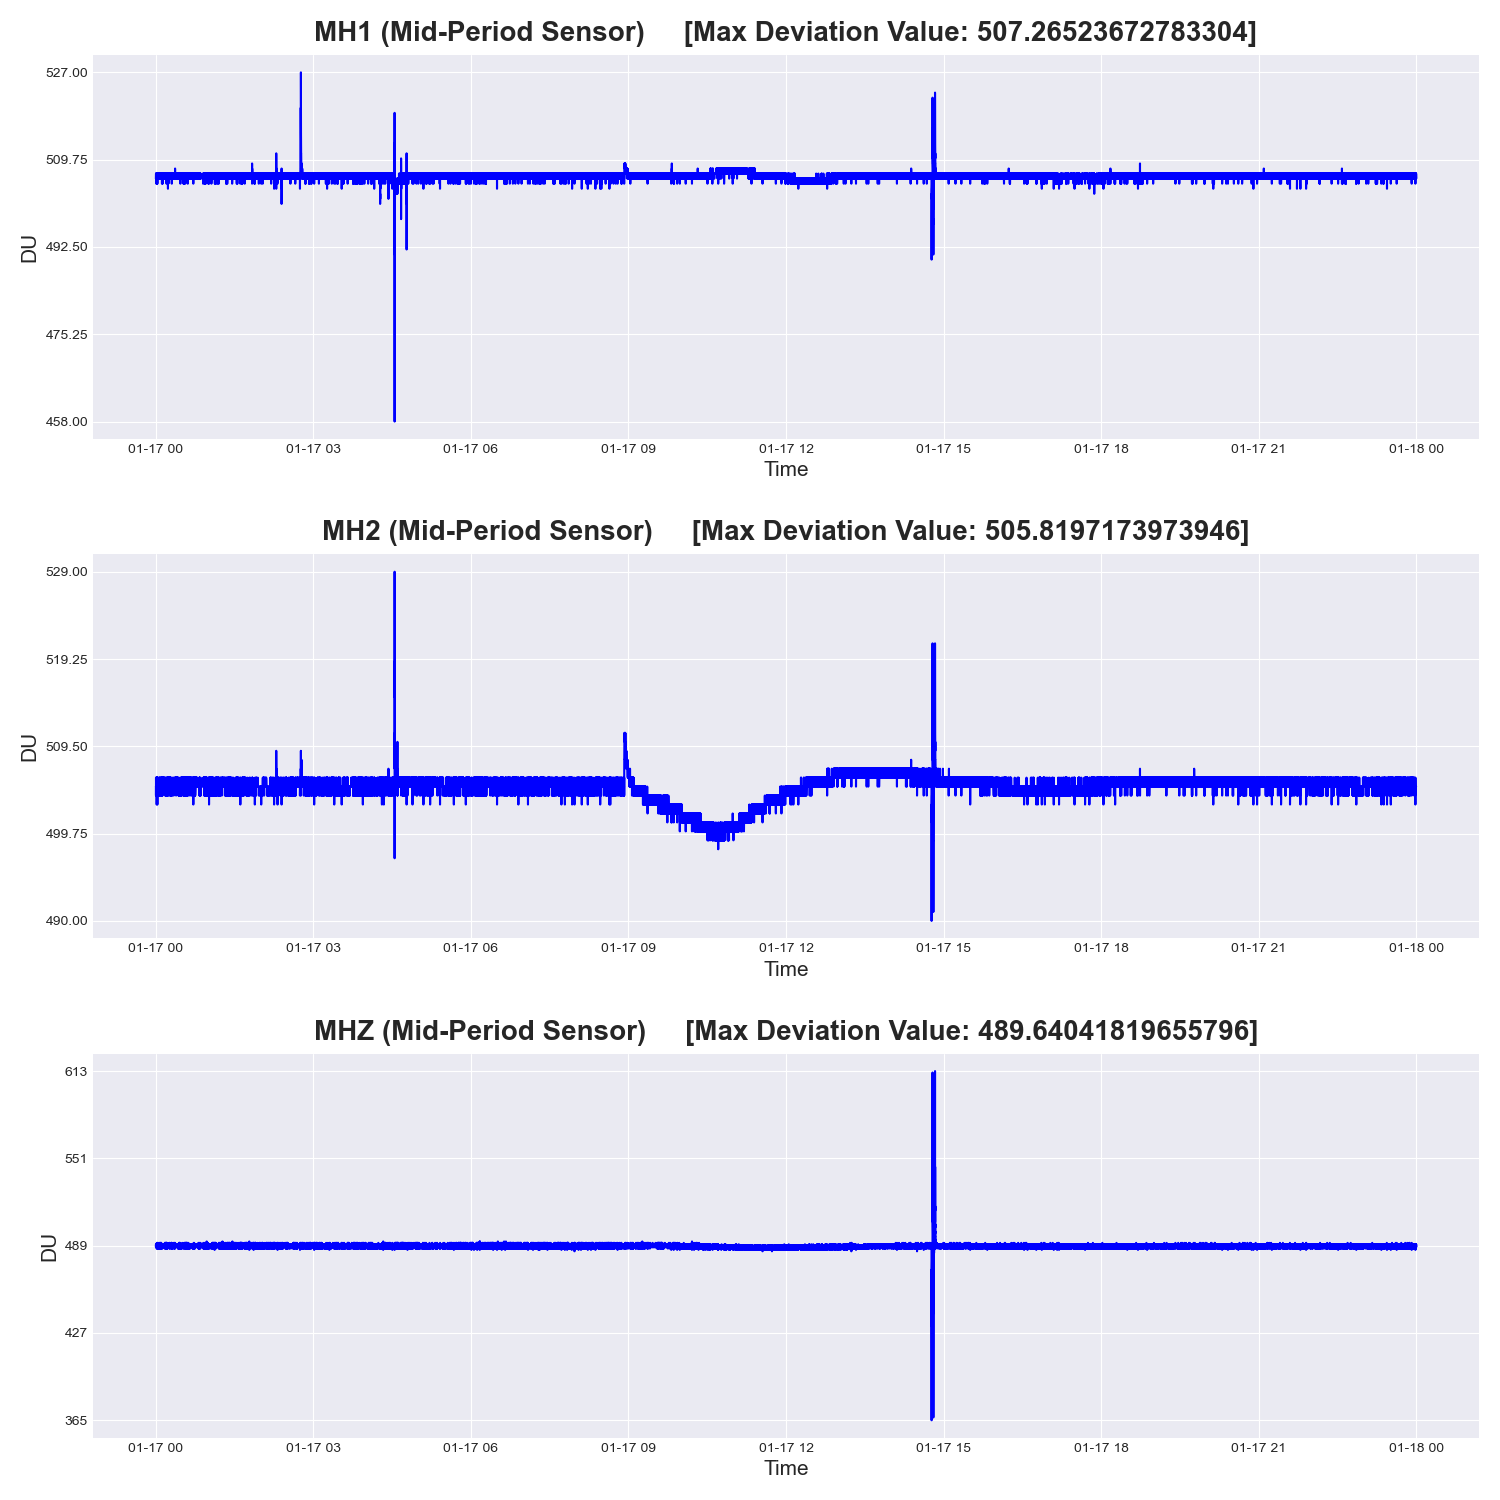 MH1 (Mid-Period Sensor) [Max Deviation Value: 507.26523672783304]
527.00
509.75
492.50
475.25
458.00
DU
01-17 00 01-17 03 01-17 06 01-17 09 01-17 12 01-17 15 01-17 18 01-17 21 01-18 00
Time
MH2 (Mid-Period Sensor) [Max Deviation Value: 505.8197173973946]
529.00
519.25
509.50
499.75
490.00
DU
01-17 00 01-17 03 01-17 06 01-17 09 01-17 12 01-17 15 01-17 18 01-17 21 01-18 00
Time
MHZ (Mid-Period Sensor) [Max Deviation Value: 489.64041819655796]
613
551
489
427
365
DU
01-17 00 01-17 03 01-17 06 01-17 09 01-17 12 01-17 15 01-17 18 01-17 21 01-18 00
Time